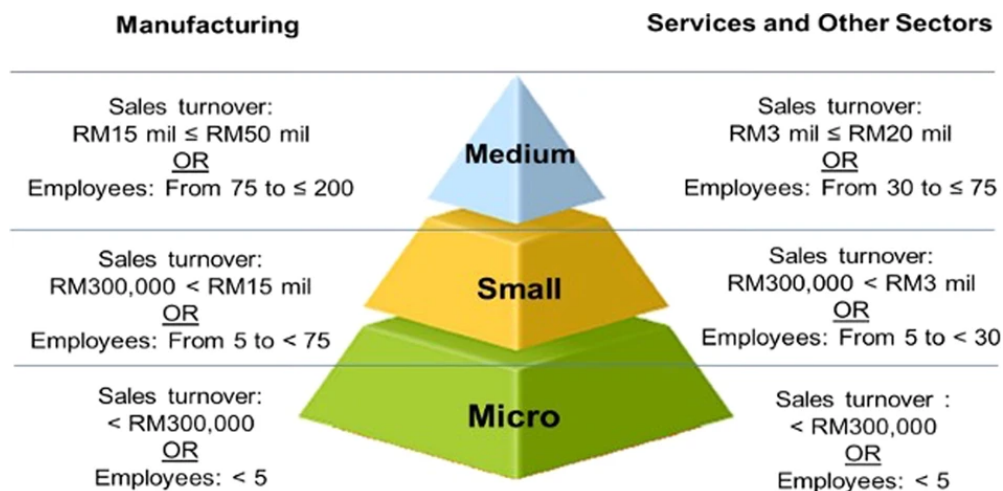 Manufacturing
Services and Other Sectors
Sales turnover:
RM15 mil ≤ RM50 mil
OR
Employees: From 75 to ≤ 200
Medium
Sales turnover:
RM3 mil ≤ RM20 mil
OR
Employees: From 30 to ≤ 75
Sales turnover:
RM300,000 < RM15 mil
OR
Employees: From 5 to < 75
Small
Sales turnover:
RM300,000 < RM3 mil
OR
Employees: From 5 to < 30
Sales turnover:
< RM300,000
OR
Employees: < 5
Micro
Sales turnover :
< RM300,000
OR
Employees: < 5